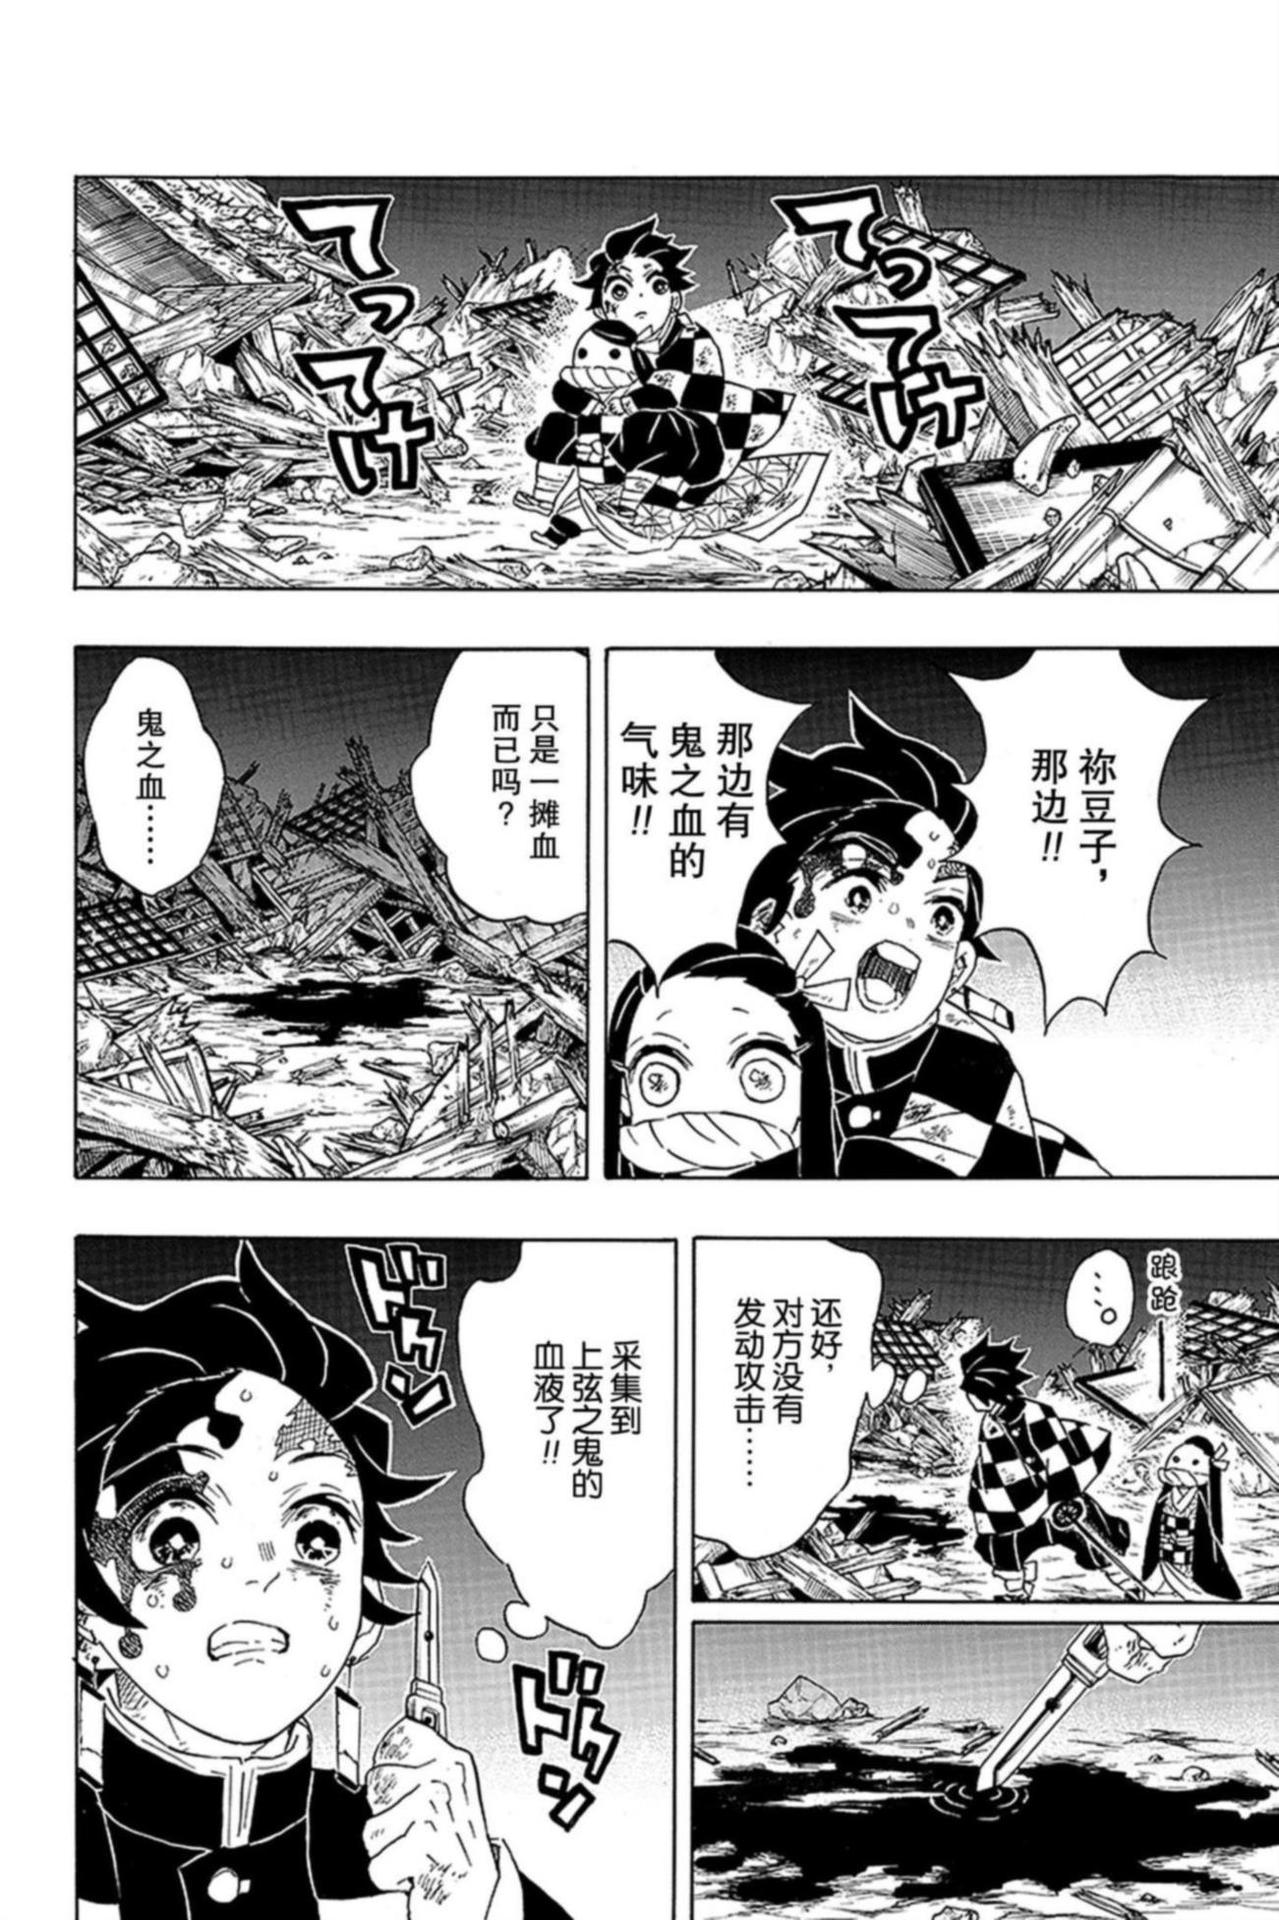 てってけ
てってけ
祢豆子，
那边!!
那边有
鬼之血的
气味!!
只是一摊血
而已吗？
鬼之血……
踉
跄
……
还好，
对方没有
发动攻击……
采集到
上弦之鬼的
血液了!!
ドクン
ドクン